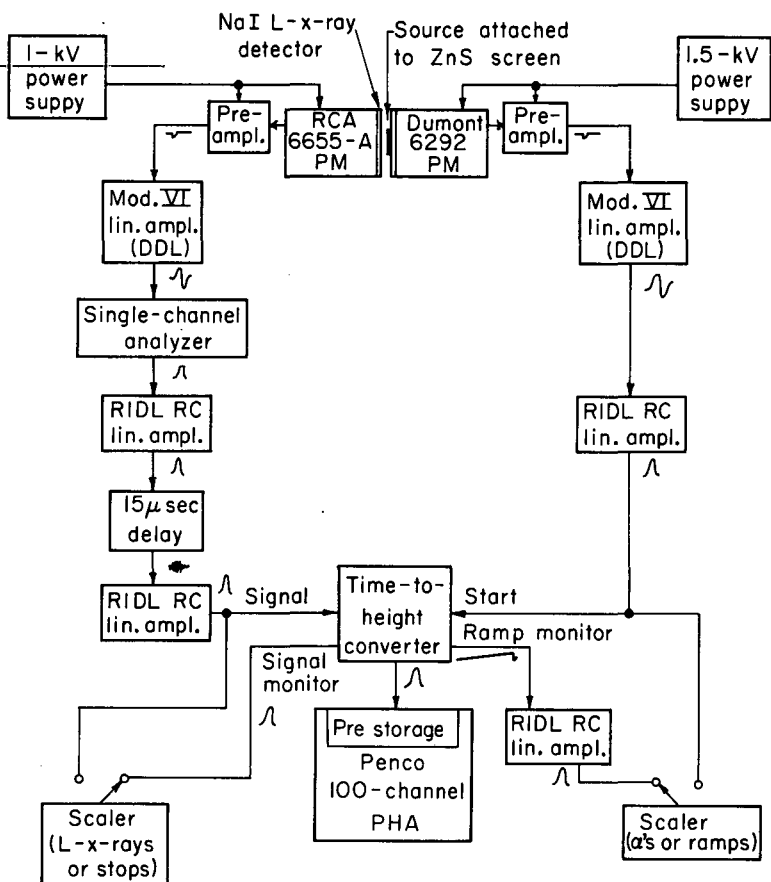 NaI L-x-ray
detector
Source attached
to ZnS screen
1-kV
power
suppy
1.5-kV
power
suppy
Pre-
ampl.
RCA
6655-A
PM
Dumont
6292
PM
Pre-
ampl.
Mod. VI
lin. ampl.
(DDL)
Mod. VI
lin. ampl.
(DDL)
Single-channel
analyzer
RIDL RC
lin. ampl.
RIDL RC
lin. ampl.
15μsec
delay
RIDL RC
lin. ampl.
Signal
Time-to-
height
converter
Start
Ramp monitor
Signal
monitor
RIDL RC
lin. ampl.
Pre storage
Penco
100-channel
PHA
Scaler
(L-x-rays
or stops)
Scaler
(α's or ramps)